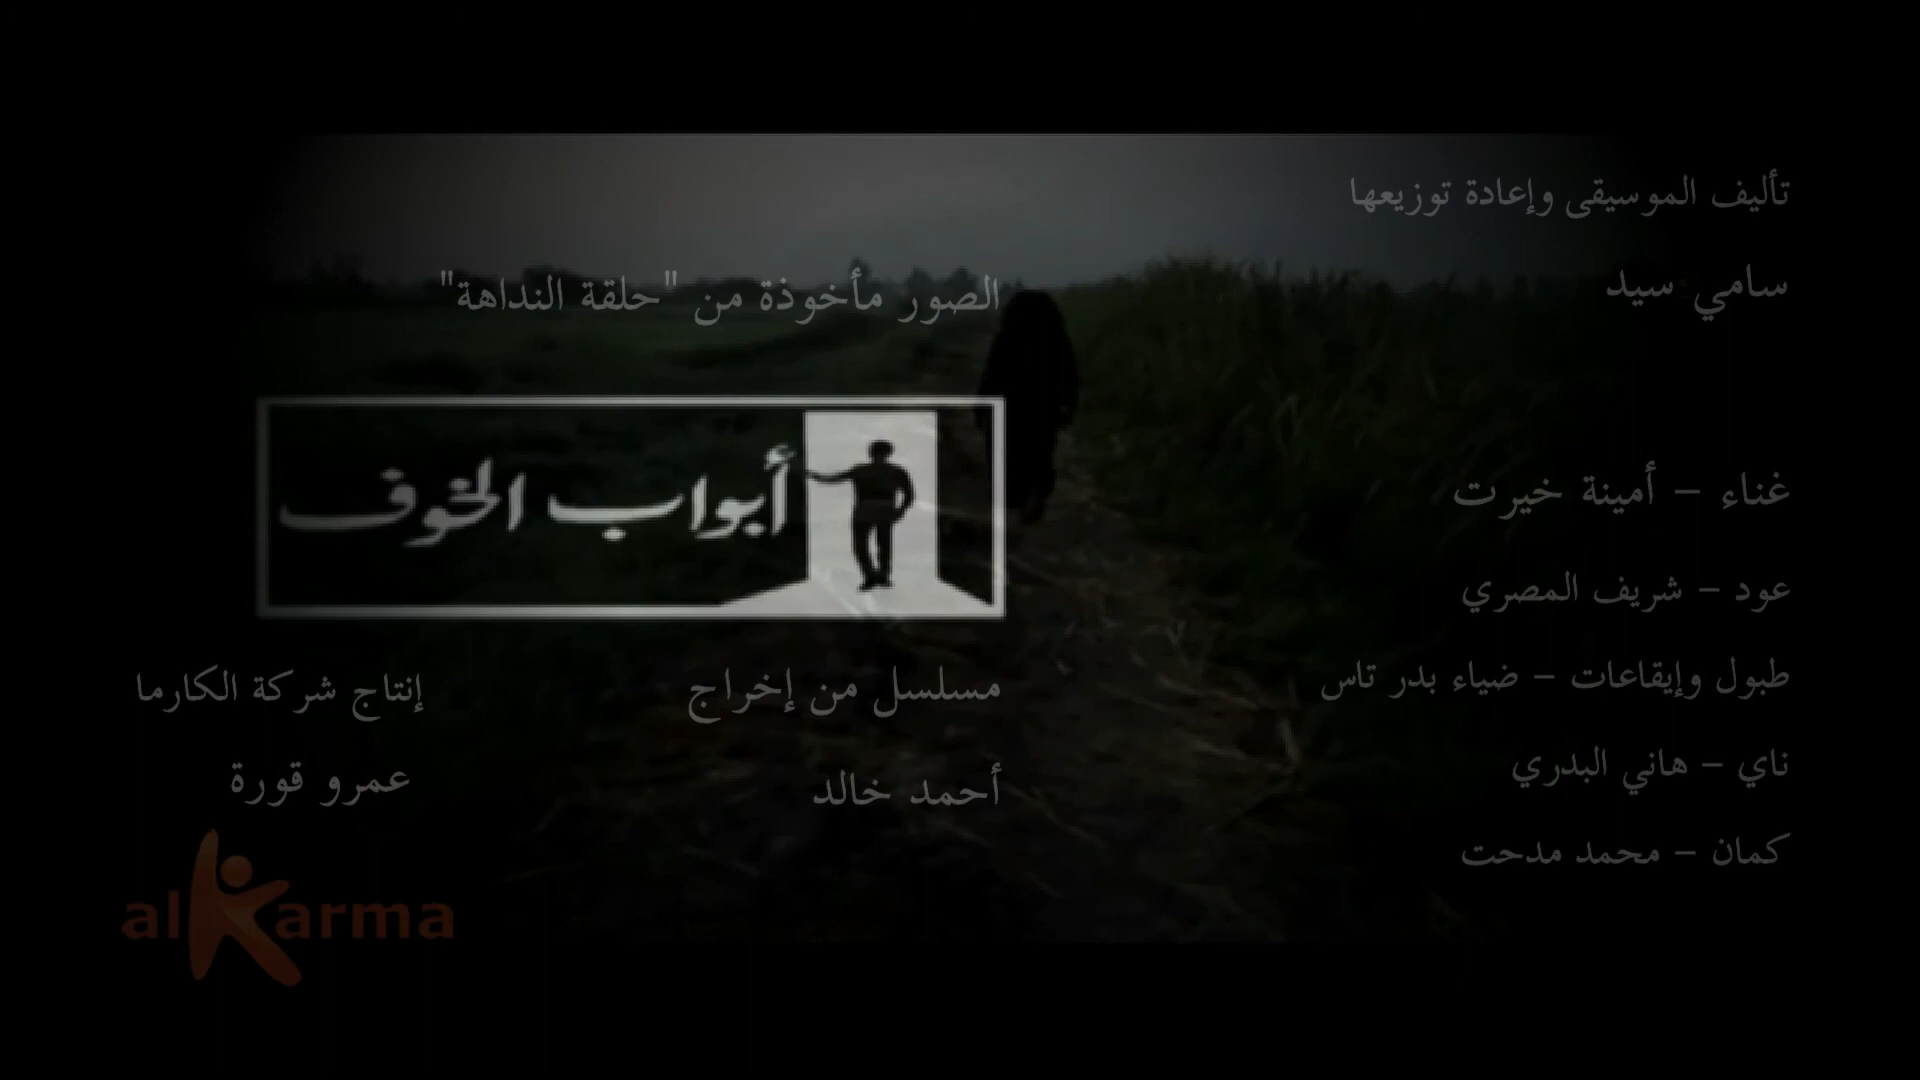 تأليف الموسيقى وإعادة توزيعها
سامي سيد
غناء – أمينة خيرت
عود – شريف المصري
طبول وإيقاعات – ضياء بدر تاس
ناي – هاني البدري
كمان – محمد مدحت
الصور مأخوذة من "حلقة النداهة"
أبواب الخوف
مسلسل من إخراج
أحمد خالد
إنتاج شركة الكارما
عمرو قورة
alKarma